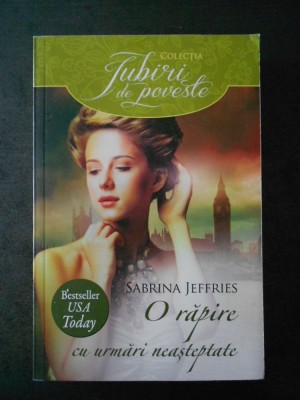 COLECȚIA
Iubiri
de poveste
SABRINA JEFFRIES
Bestseller
USA
Today
O răpire
cu urmări neașteptate